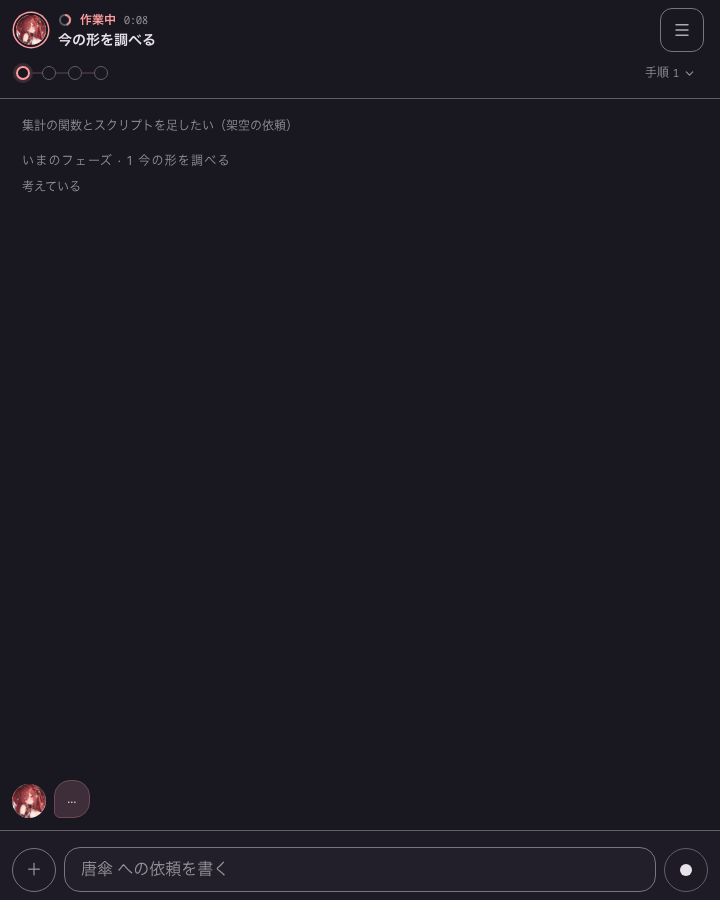 作業中 0:08
今の形を調べる
手順 1
集計の関数とスクリプトを足したい（架空の依頼）
いまのフェーズ · 1 今の形を調べる
考えている
…
唐傘 への依頼を書く